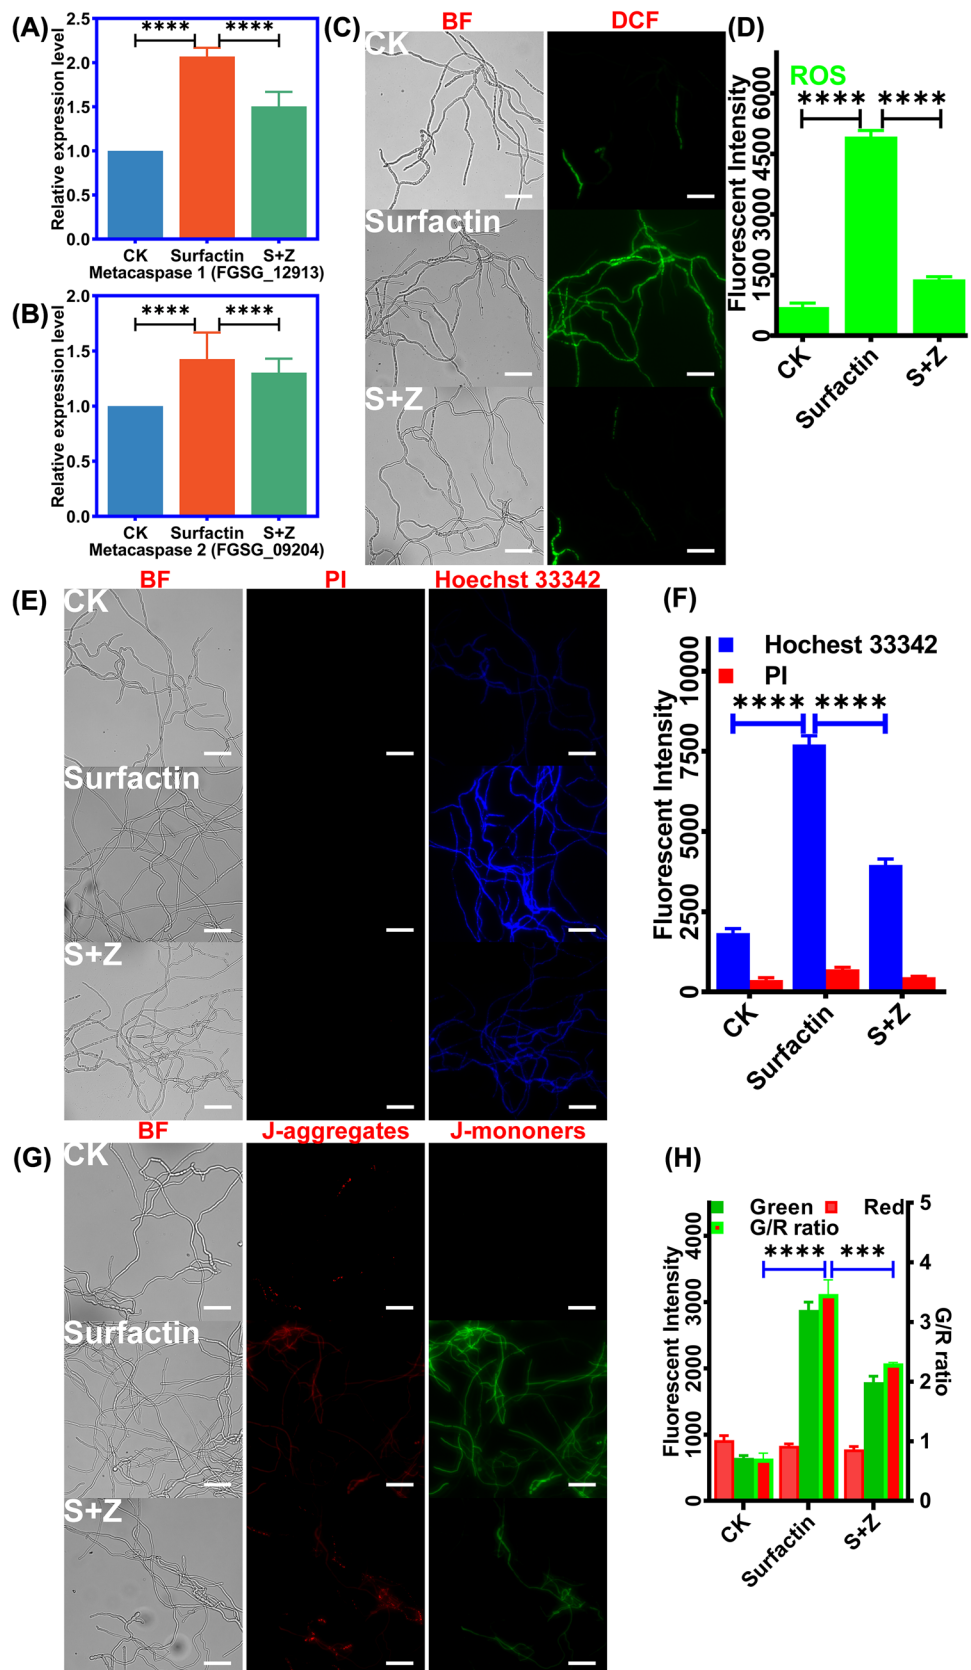 (A)
Relative expression level
2.5
2.0
1.5
1.0
0.5
0.0
**** ****
CK Surfactin S+Z
Metacaspase 1 (FGSG_12913)
(B)
Relative expression level
2.0
1.5
1.0
0.5
0.0
**** ****
CK Surfactin S+Z
Metacaspase 2 (FGSG_09204)
(C)
BF DCF
CK
Surfactin
S+Z
(D)
ROS
**** ****
Fluorescent Intensity
6000
4500
3000
1500
0
CK Surfactin S+Z
(E)
BF PI Hoechst 33342
CK
Surfactin
S+Z
(F)
Hochest 33342
PI
**** ****
Fluorescent Intensity
10000
7500
5000
2500
0
CK Surfactin S+Z
(G)
BF J-aggregates J-mononers
CK
Surfactin
S+Z
(H)
Green Red
G/R ratio
**** ***
Fluorescent Intensity
4000
3000
2000
1000
0
5
4
3
2
1
0
G/R ratio
CK Surfactin S+Z